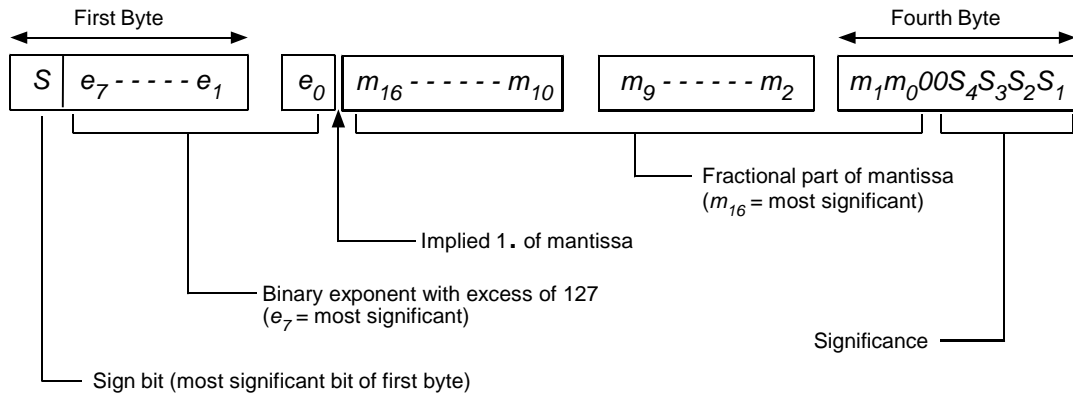 First Byte
Fourth Byte
S e7 - - - - - e1
e0
m16 - - - - - - m10
m9 - - - - - - m2
m1m000S4S3S2S1
Fractional part of mantissa
(m16 = most significant)
Implied 1. of mantissa
Binary exponent with excess of 127
(e7 = most significant)
Significance
Sign bit (most significant bit of first byte)